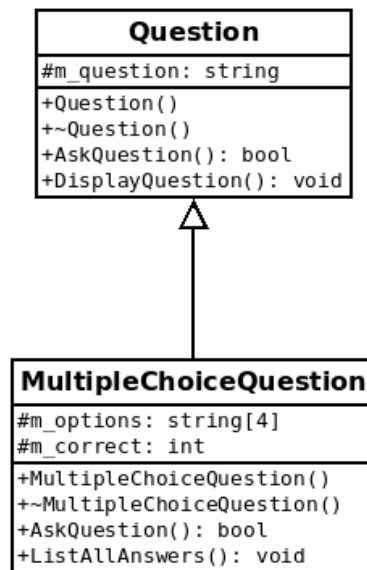 Question
#m_question: string
+Question()
+~Question()
+AskQuestion(): bool
+DisplayQuestion(): void
MultipleChoiceQuestion
#m_options: string[4]
#m_correct: int
+MultipleChoiceQuestion()
+~MultipleChoiceQuestion()
+AskQuestion(): bool
+ListAllAnswers(): void